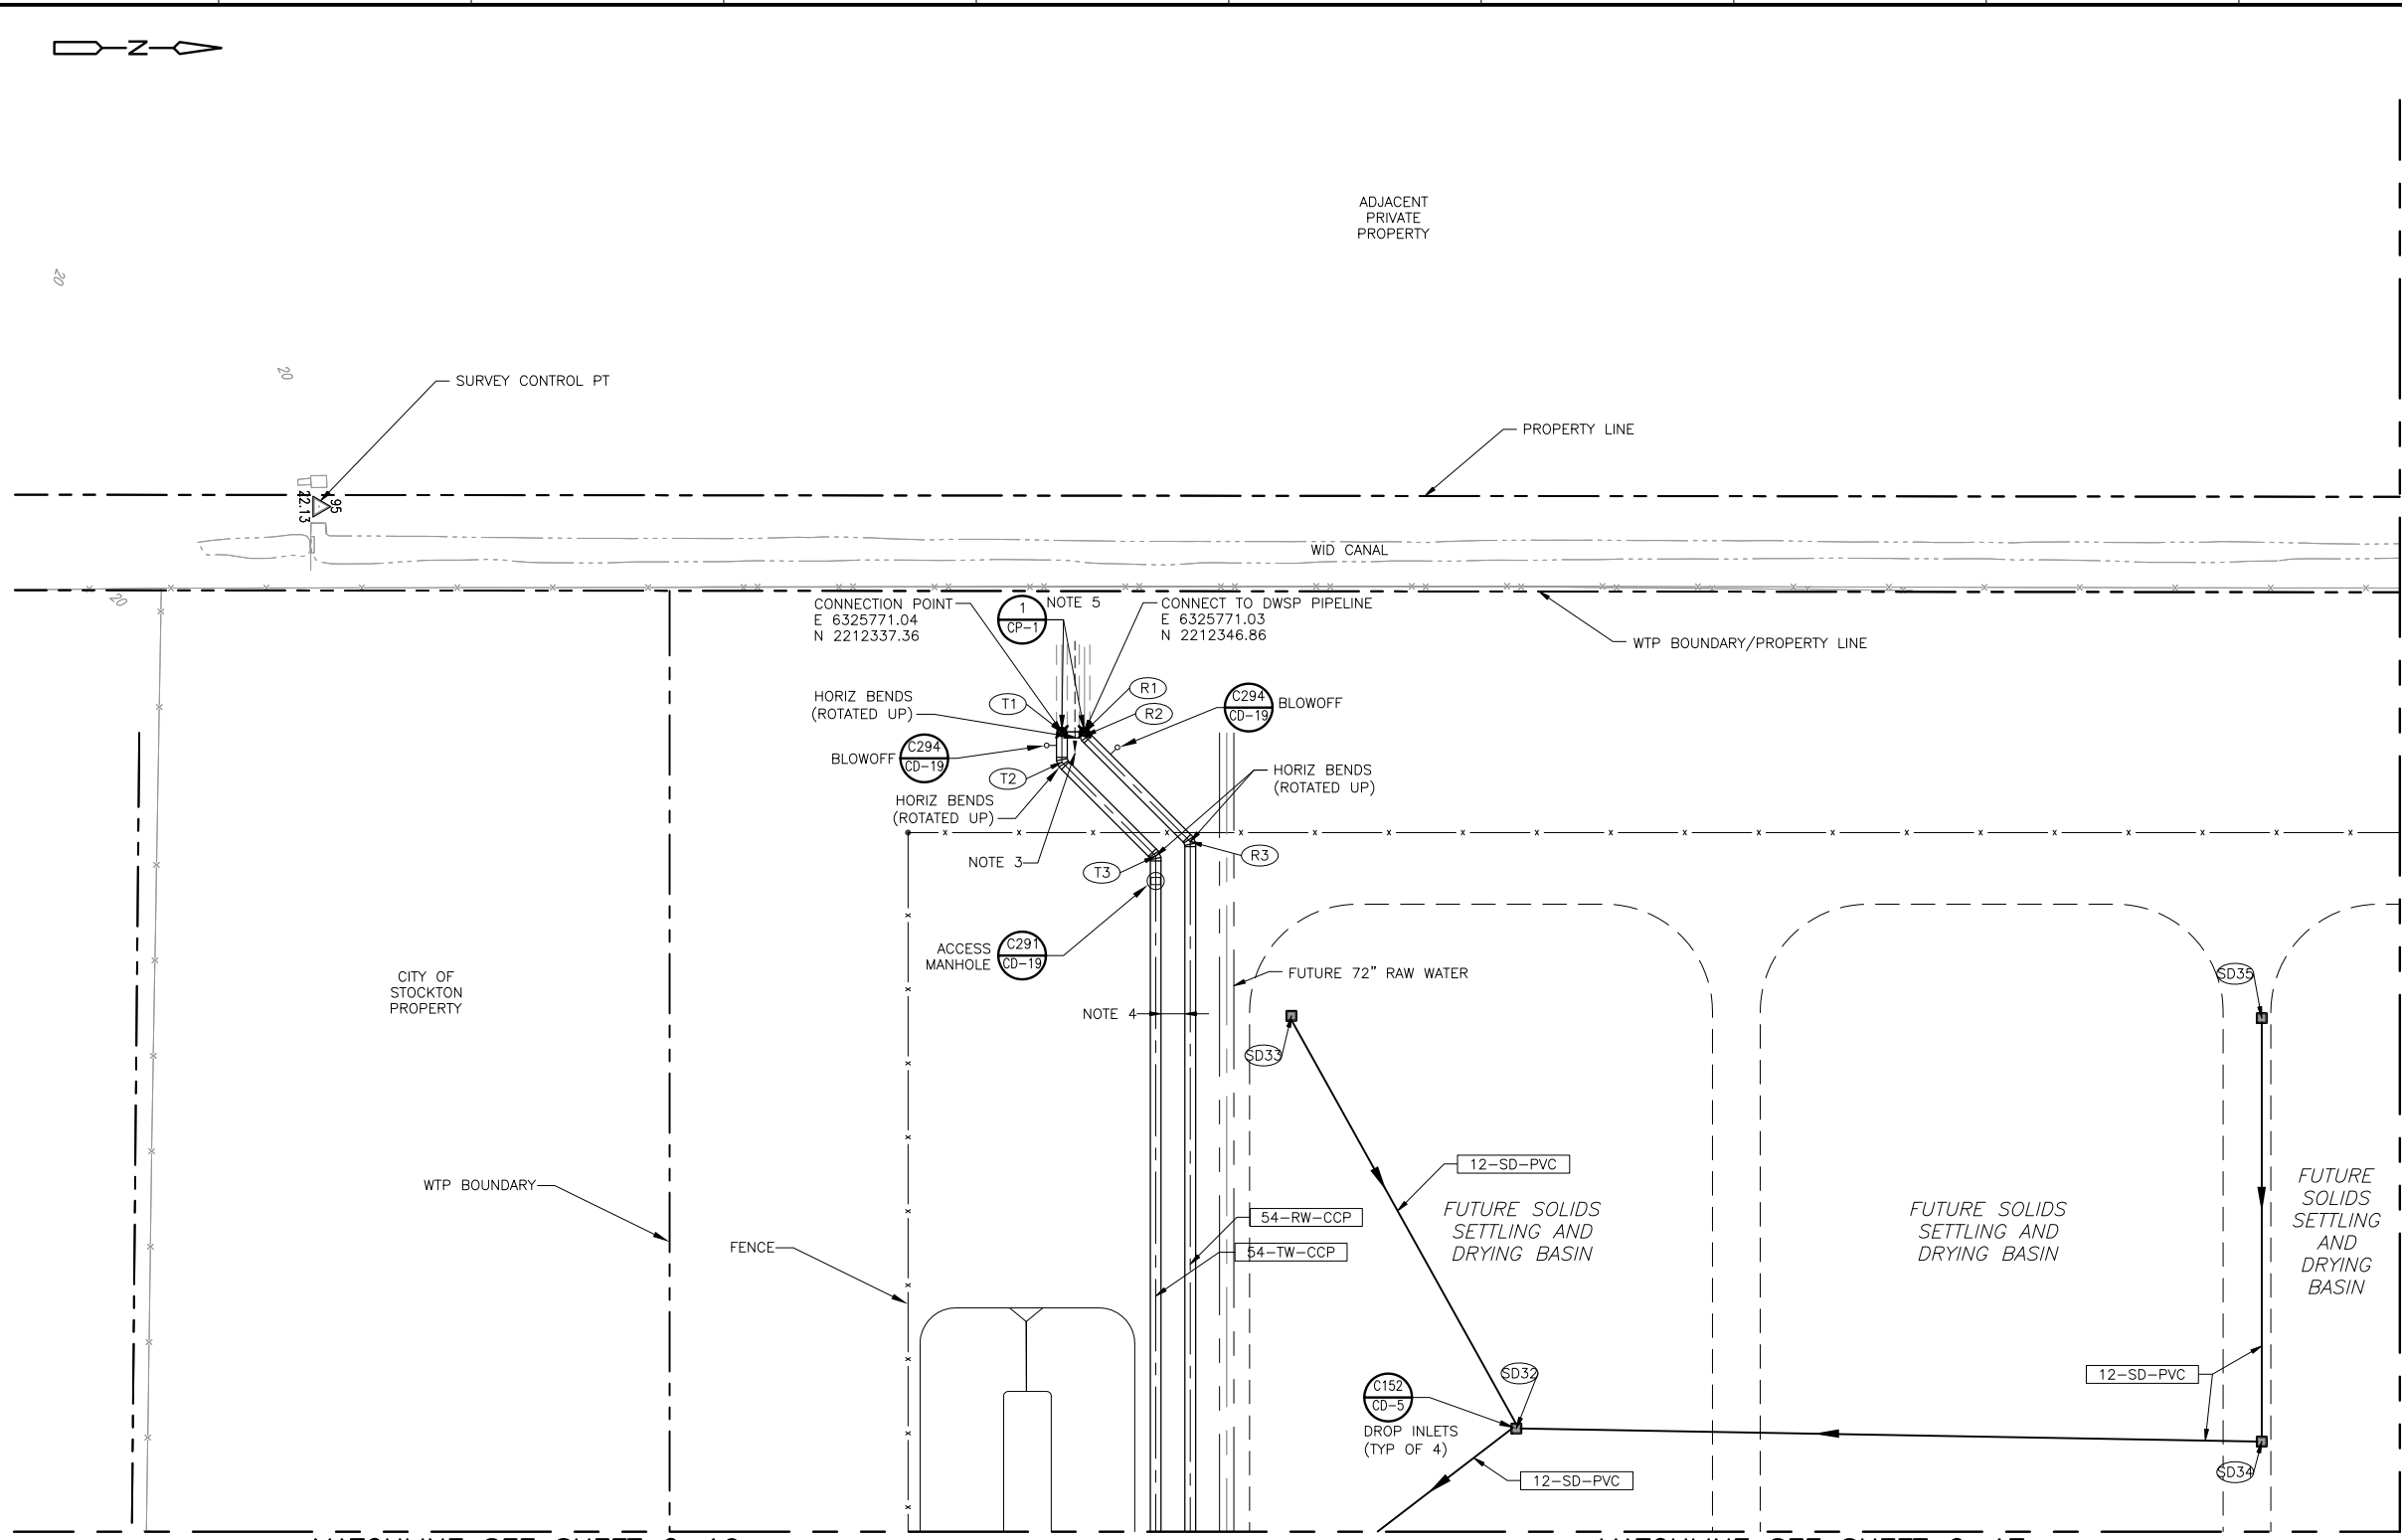 N
ADJACENT
PRIVATE
PROPERTY
20
20
SURVEY CONTROL PT
PROPERTY LINE
95
42.13
WID CANAL
20
CONNECTION POINT
E 6325771.04
N 2212337.36
1
CP-1
NOTE 5
CONNECT TO DWSP PIPELINE
E 6325771.03
N 2212346.86
WTP BOUNDARY/PROPERTY LINE
HORIZ BENDS
(ROTATED UP)
T1
R1
R2
C294
CD-19
BLOWOFF
BLOWOFF
C294
CD-19
T2
HORIZ BENDS
(ROTATED UP)
HORIZ BENDS
(ROTATED UP)
NOTE 3
T3
R3
ACCESS
MANHOLE
C291
CD-19
FUTURE 72" RAW WATER
CITY OF
STOCKTON
PROPERTY
NOTE 4
SD33
SD35
12-SD-PVC
WTP BOUNDARY
FENCE
54-RW-CCP
54-TW-CCP
FUTURE SOLIDS
SETTLING AND
DRYING BASIN
FUTURE SOLIDS
SETTLING AND
DRYING BASIN
FUTURE
SOLIDS
SETTLING
AND
DRYING
BASIN
SD32
C152
CD-5
DROP INLETS
(TYP OF 4)
12-SD-PVC
12-SD-PVC
SD34
MATCHLINE SEE SHEET
MATCHLINE SEE SHEET